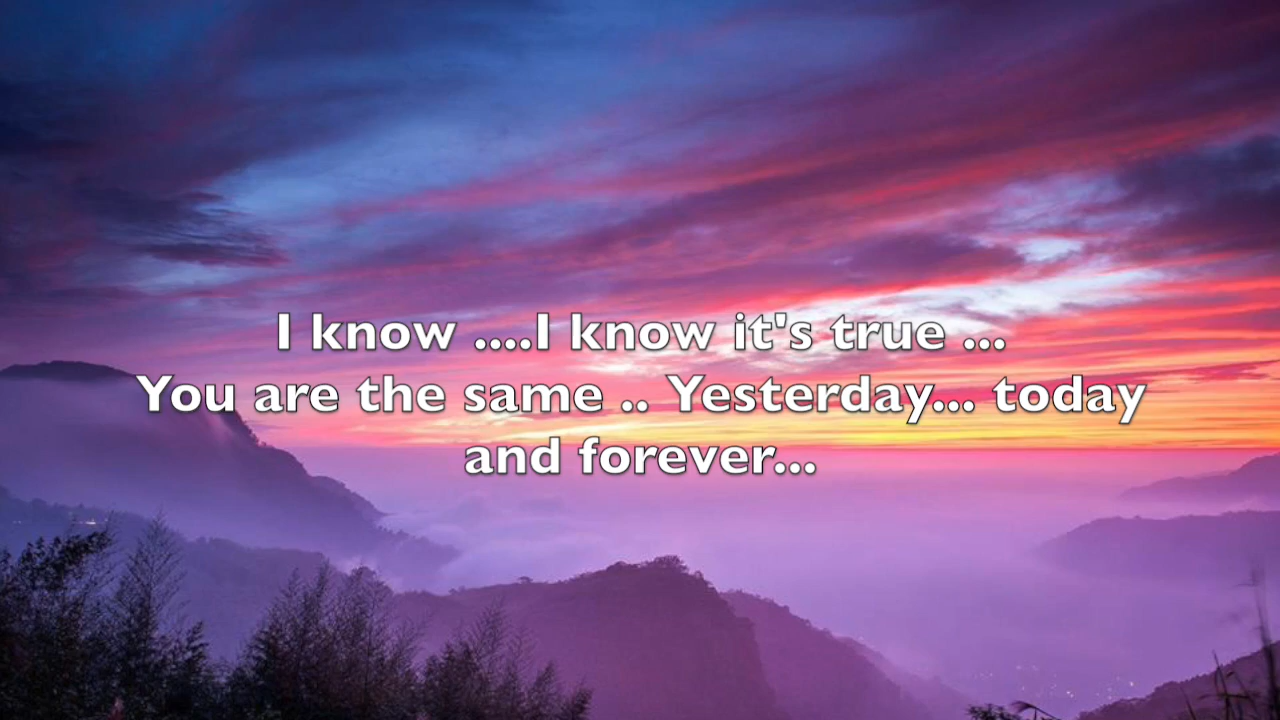 I know ....I know it's true ...
You are the same .. Yesterday... today
and forever...